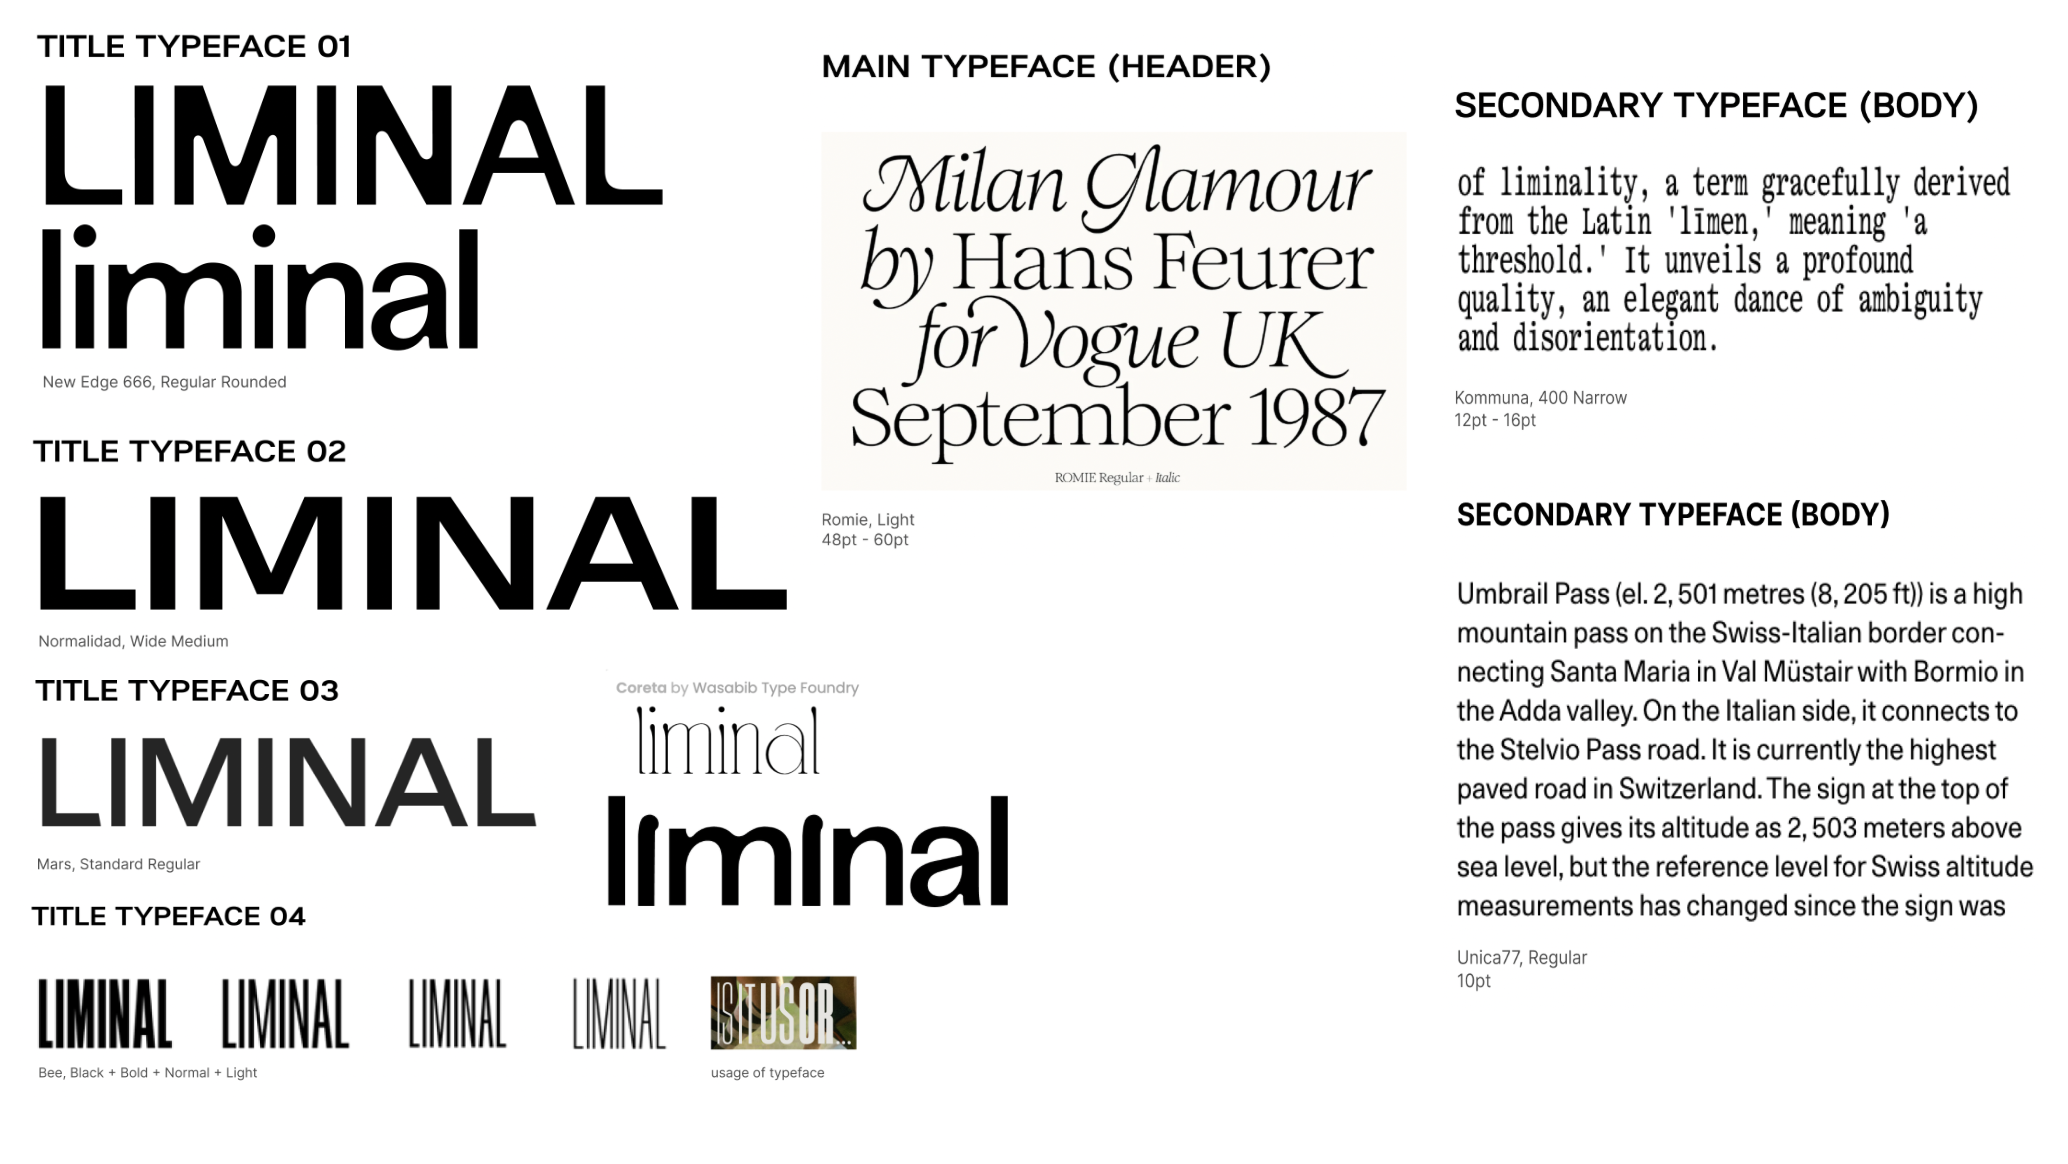 TITLE TYPEFACE 01
LIMINAL
liminal
New Edge 666, Regular Rounded
TITLE TYPEFACE 02
LIMINAL
Normalidad, Wide Medium
TITLE TYPEFACE 03
LIMINAL
Mars, Standard Regular
Coreta by Wasabib Type Foundry
liminal
liminal
TITLE TYPEFACE 04
LIMINAL LIMINAL LIMINAL LIMINAL ISITUSOR...
Bee, Black + Bold + Normal + Light
usage of typeface
MAIN TYPEFACE (HEADER)
Milan Glamour
by Hans Feurer
for Vogue UK
September 1987
ROMIE Regular + Italic
Romie, Light
48pt - 60pt
SECONDARY TYPEFACE (BODY)
of liminality, a term gracefully derived
from the Latin 'līmen,' meaning 'a
threshold.' It unveils a profound
quality, an elegant dance of ambiguity
and disorientation.
Kommuna, 400 Narrow
12pt - 16pt
SECONDARY TYPEFACE (BODY)
Umbrail Pass (el. 2, 501 metres (8, 205 ft)) is a high
mountain pass on the Swiss-Italian border con-
necting Santa Maria in Val Müstair with Bormio in
the Adda valley. On the Italian side, it connects to
the Stelvio Pass road. It is currently the highest
paved road in Switzerland. The sign at the top of
the pass gives its altitude as 2, 503 meters above
sea level, but the reference level for Swiss altitude
measurements has changed since the sign was
Unica77, Regular
10pt